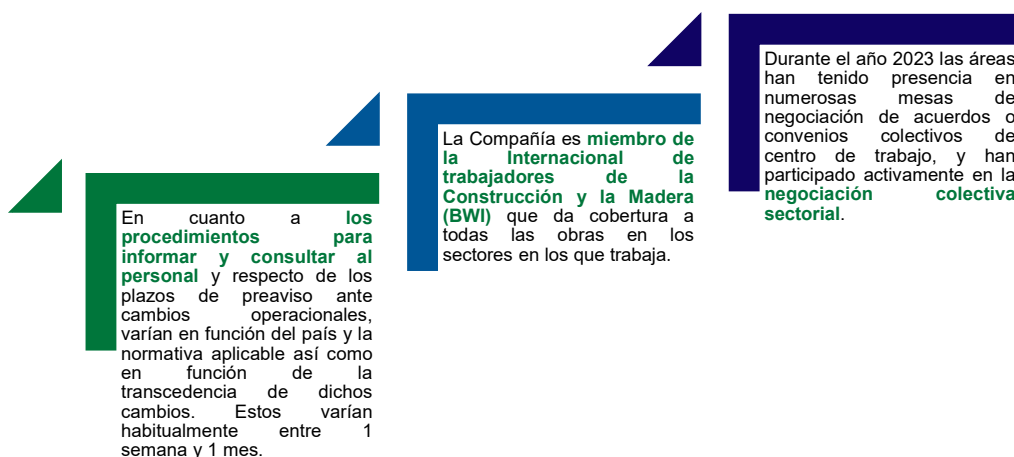 En cuanto a los
procedimientos para
informar y consultar al
personal y respecto de los
plazos de preaviso ante
cambios operacionales,
varían en función del país y la
normativa aplicable así como
en función de la
transcedencia de dichos
cambios. Estos varían
habitualmente entre 1
semana y 1 mes.
La Compañía es miembro de
la Internacional de
trabajadores de la
Construcción y la Madera
(BWI) que da cobertura a
todas las obras en los
sectores en los que trabaja.
Durante el año 2023 las áreas
han tenido presencia en
numerosas mesas de
negociación de acuerdos o
convenios colectivos de
centro de trabajo, y han
participado activamente en la
negociación colectiva
sectorial.